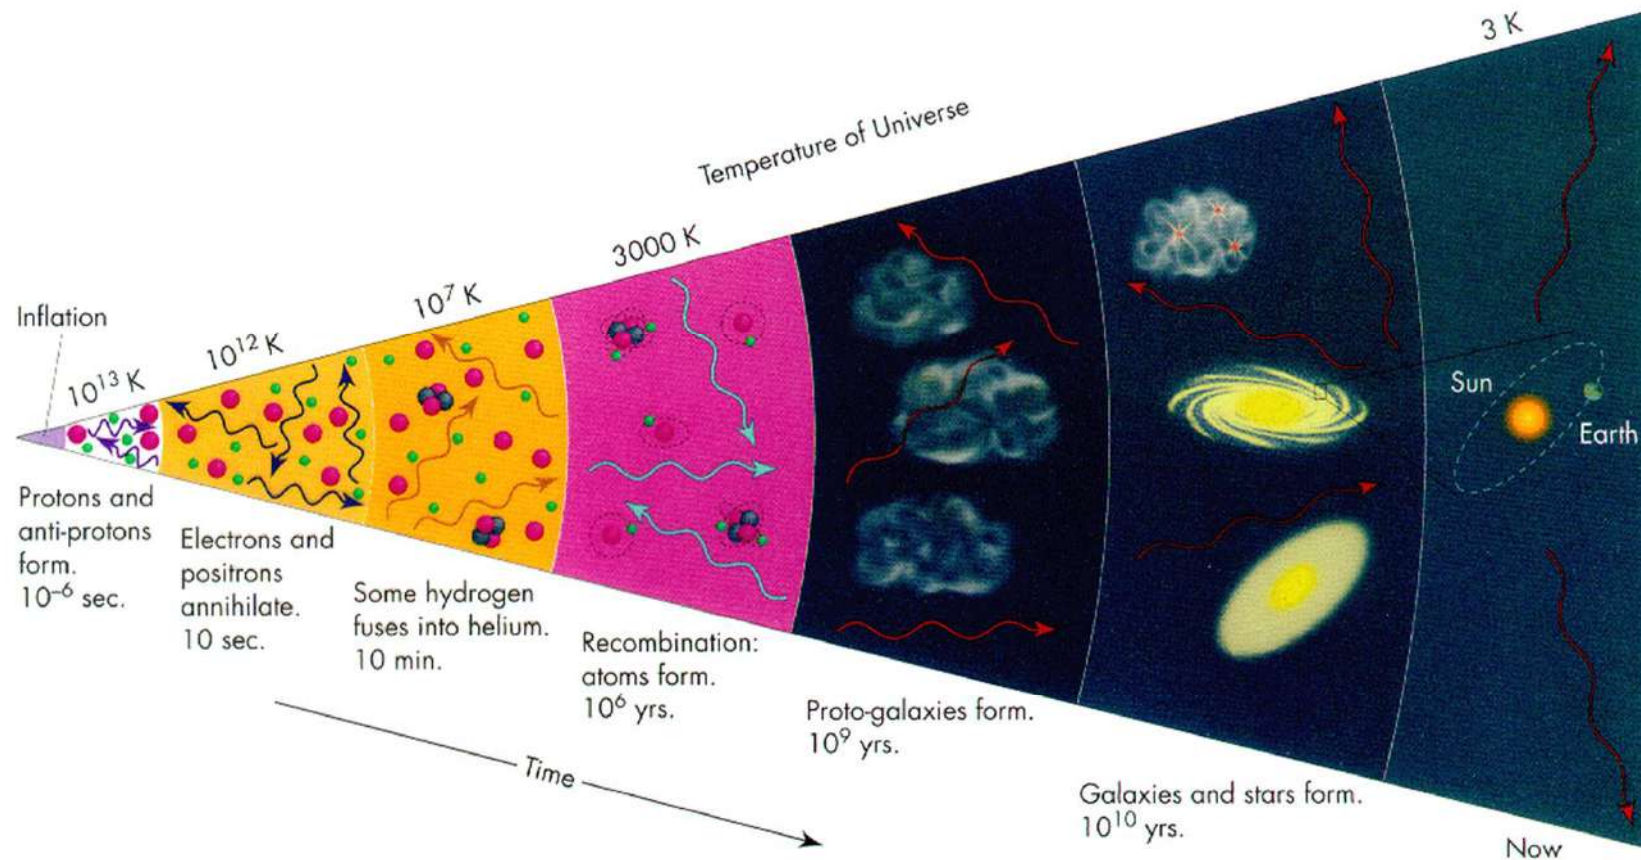 3 K
Temperature of Universe
3000 K
10⁷ K
Inflation
10¹² K
10¹³ K
Sun
Earth
Protons and
anti-protons
form.
10⁻⁶ sec.
Electrons and
positrons
annihilate.
10 sec.
Some hydrogen
fuses into helium.
10 min.
Recombination:
atoms form.
10⁶ yrs.
Proto-galaxies form.
10⁹ yrs.
Galaxies and stars form.
10¹⁰ yrs.
Time
Now